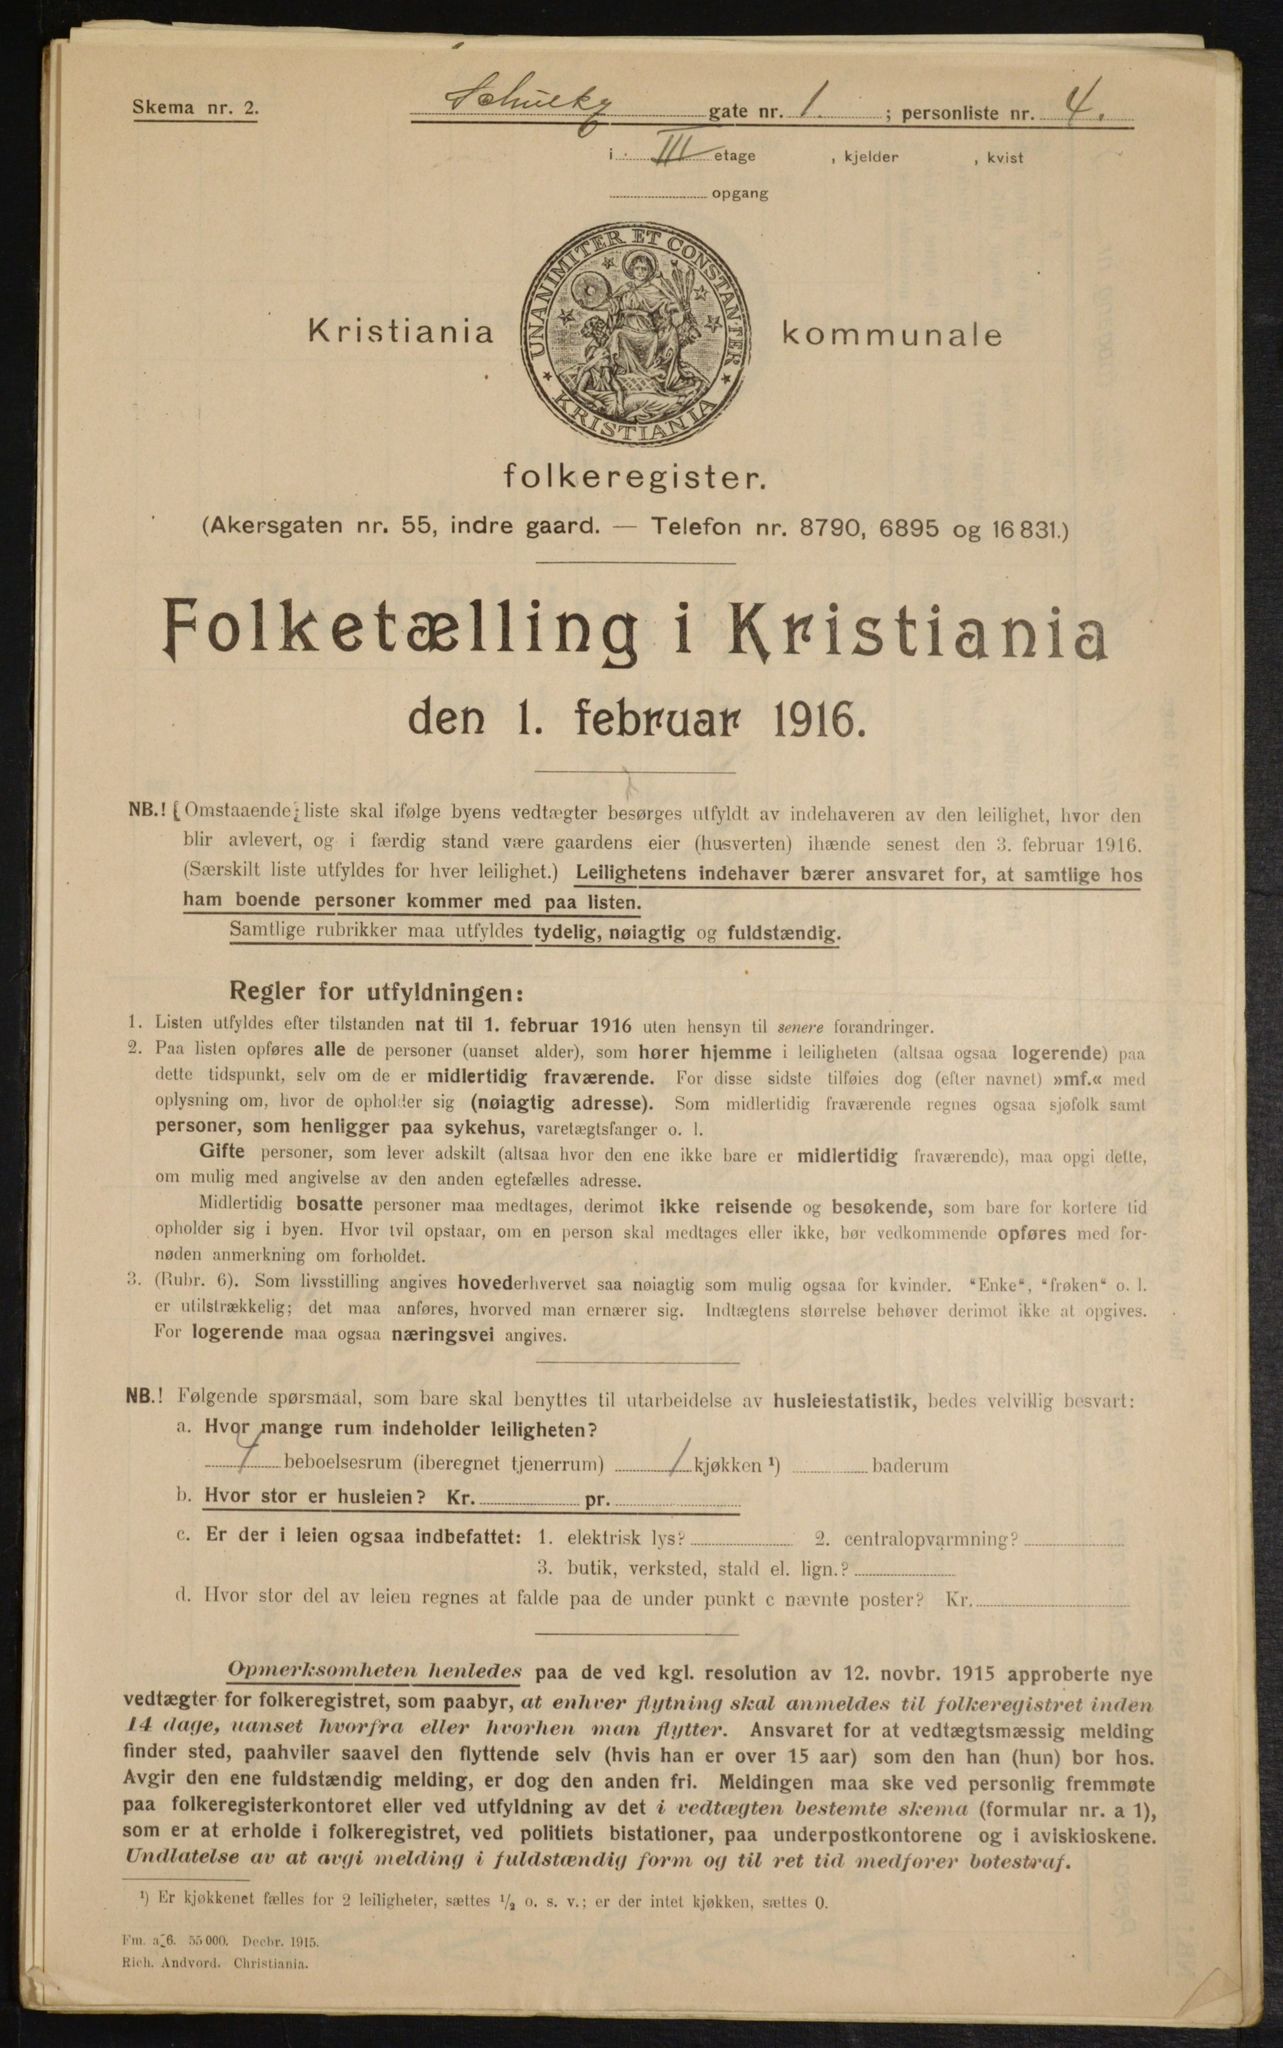 Skema nr. 2.
Schultz gate nr. 1 ; personliste nr. 4.
i III etage , kjelder , kvist
opgang
UNANIMITER ET CONSTANTER * KRISTIANIA *
Kristiania kommunale
folkeregister.
(Akersgaten nr. 55, indre gaard. — Telefon nr. 8790, 6895 og 16 831.)
Folketælling i Kristiania
den 1. februar 1916.
NB.! (Omstaaende liste skal ifølge byens vedtægter besørges utfyldt av indehaveren av den leilighet, hvor den
blir avlevert, og i færdig stand være gaardens eier (husverten) ihænde senest den 3. februar 1916.
(Særskilt liste utfyldes for hver leilighet.) Leilighetens indehaver bærer ansvaret for, at samtlige hos
ham boende personer kommer med paa listen.
Samtlige rubrikker maa utfyldes tydelig, nøiagtig og fuldstændig.
Regler for utfyldningen:
1. Listen utfyldes efter tilstanden nat til 1. februar 1916 uten hensyn til senere forandringer.
2. Paa listen opføres alle de personer (uanset alder), som hører hjemme i leiligheten (altsaa ogsaa logerende) paa
dette tidspunkt, selv om de er midlertidig fraværende. For disse sidste tilføies dog (efter navnet) »mf.« med
oplysning om, hvor de opholder sig (nøiagtig adresse). Som midlertidig fraværende regnes ogsaa sjøfolk samt
personer, som henligger paa sykehus, varetægtsfanger o. l.
Gifte personer, som lever adskilt (altsaa hvor den ene ikke bare er midlertidig fraværende), maa opgi dette,
om mulig med angivelse av den anden egtefælles adresse.
Midlertidig bosatte personer maa medtages, derimot ikke reisende og besøkende, som bare for kortere tid
opholder sig i byen. Hvor tvil opstaar, om en person skal medtages eller ikke, bør vedkommende opføres med for-
nøden anmerkning om forholdet.
3. (Rubr. 6). Som livsstilling angives hovederhvervet saa nøiagtig som mulig ogsaa for kvinder. "Enke", "frøken" o. l.
er utilstrækkelig; det maa anføres, hvorved man ernærer sig. Indtægtens størrelse behøver derimot ikke at opgives.
For logerende maa ogsaa næringsvei angives.
NB.! Følgende spørsmaal, som bare skal benyttes til utarbeidelse av husleiestatistik, bedes velvillig besvart:
a. Hvor mange rum indeholder leiligheten?
4 beboelsesrum (iberegnet tjenerrum) 1 kjøkken ¹) baderum
b. Hvor stor er husleien? Kr. pr.
c. Er der i leien ogsaa indbefattet: 1. elektrisk lys? 2. centralopvarmning?
3. butik, verksted, stald el. lign.?
d. Hvor stor del av leien regnes at falde paa de under punkt c nævnte poster? Kr.
Opmerksomheten henledes paa de ved kgl. resolution av 12. novbr. 1915 approberte nye
vedtægter for folkeregistret, som paabyr, at enhver flytning skal anmeldes til folkeregistret inden
14 dage, uanset hvorfra eller hvorhen man flytter. Ansvaret for at vedtægtsmæssig melding
finder sted, paahviler saavel den flyttende selv (hvis han er over 15 aar) som den han (hun) bor hos.
Avgir den ene fuldstændig melding, er dog den anden fri. Meldingen maa ske ved personlig fremmøte
paa folkeregisterkontoret eller ved utfyldning av det i vedtægten bestemte skema (formular nr. a 1),
som er at erholde i folkeregistret, ved politiets bistationer, paa underpostkontorene og i aviskioskene.
Undlatelse av at avgi melding i fuldstændig form og til ret tid medfører bøtestraf.
¹) Er kjøkkenet fælles for 2 leiligheter, sættes ½ o. s. v.; er der intet kjøkken, sættes 0.
Fm. a 6. 55 000. Decbr. 1915.
Rich. Andvord. Christiania.